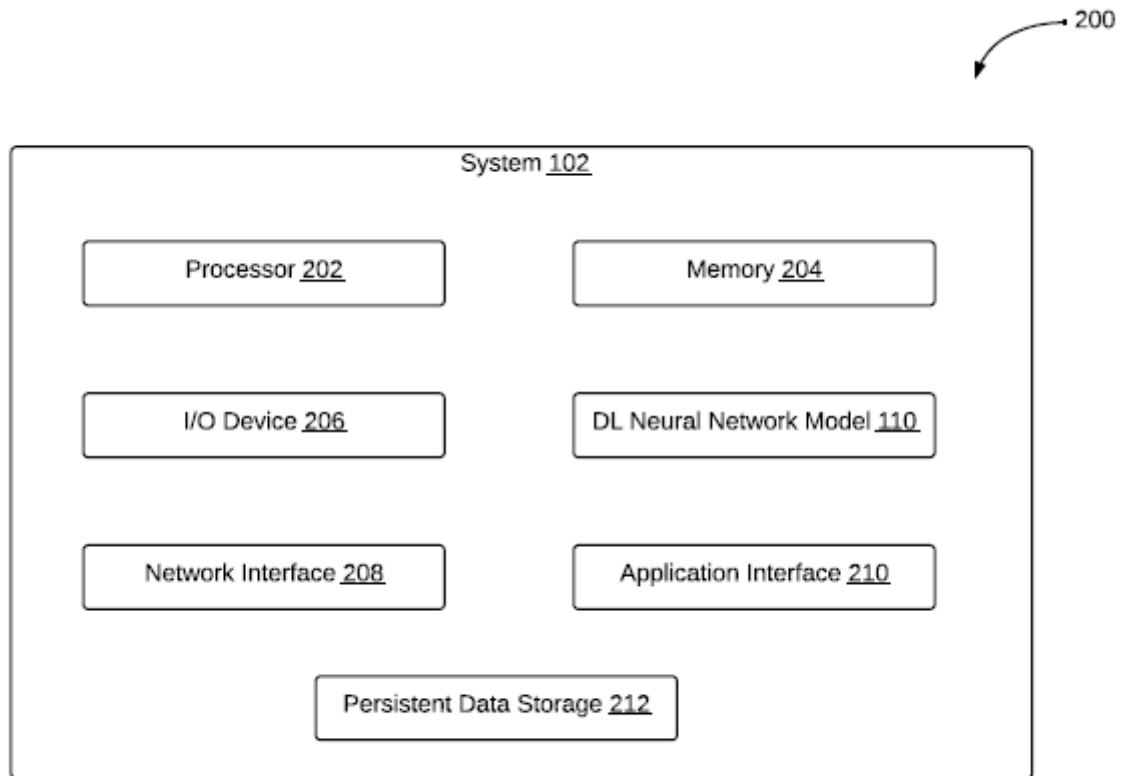 200
System 102
Processor 202
Memory 204
I/O Device 206
DL Neural Network Model 110
Network Interface 208
Application Interface 210
Persistent Data Storage 212